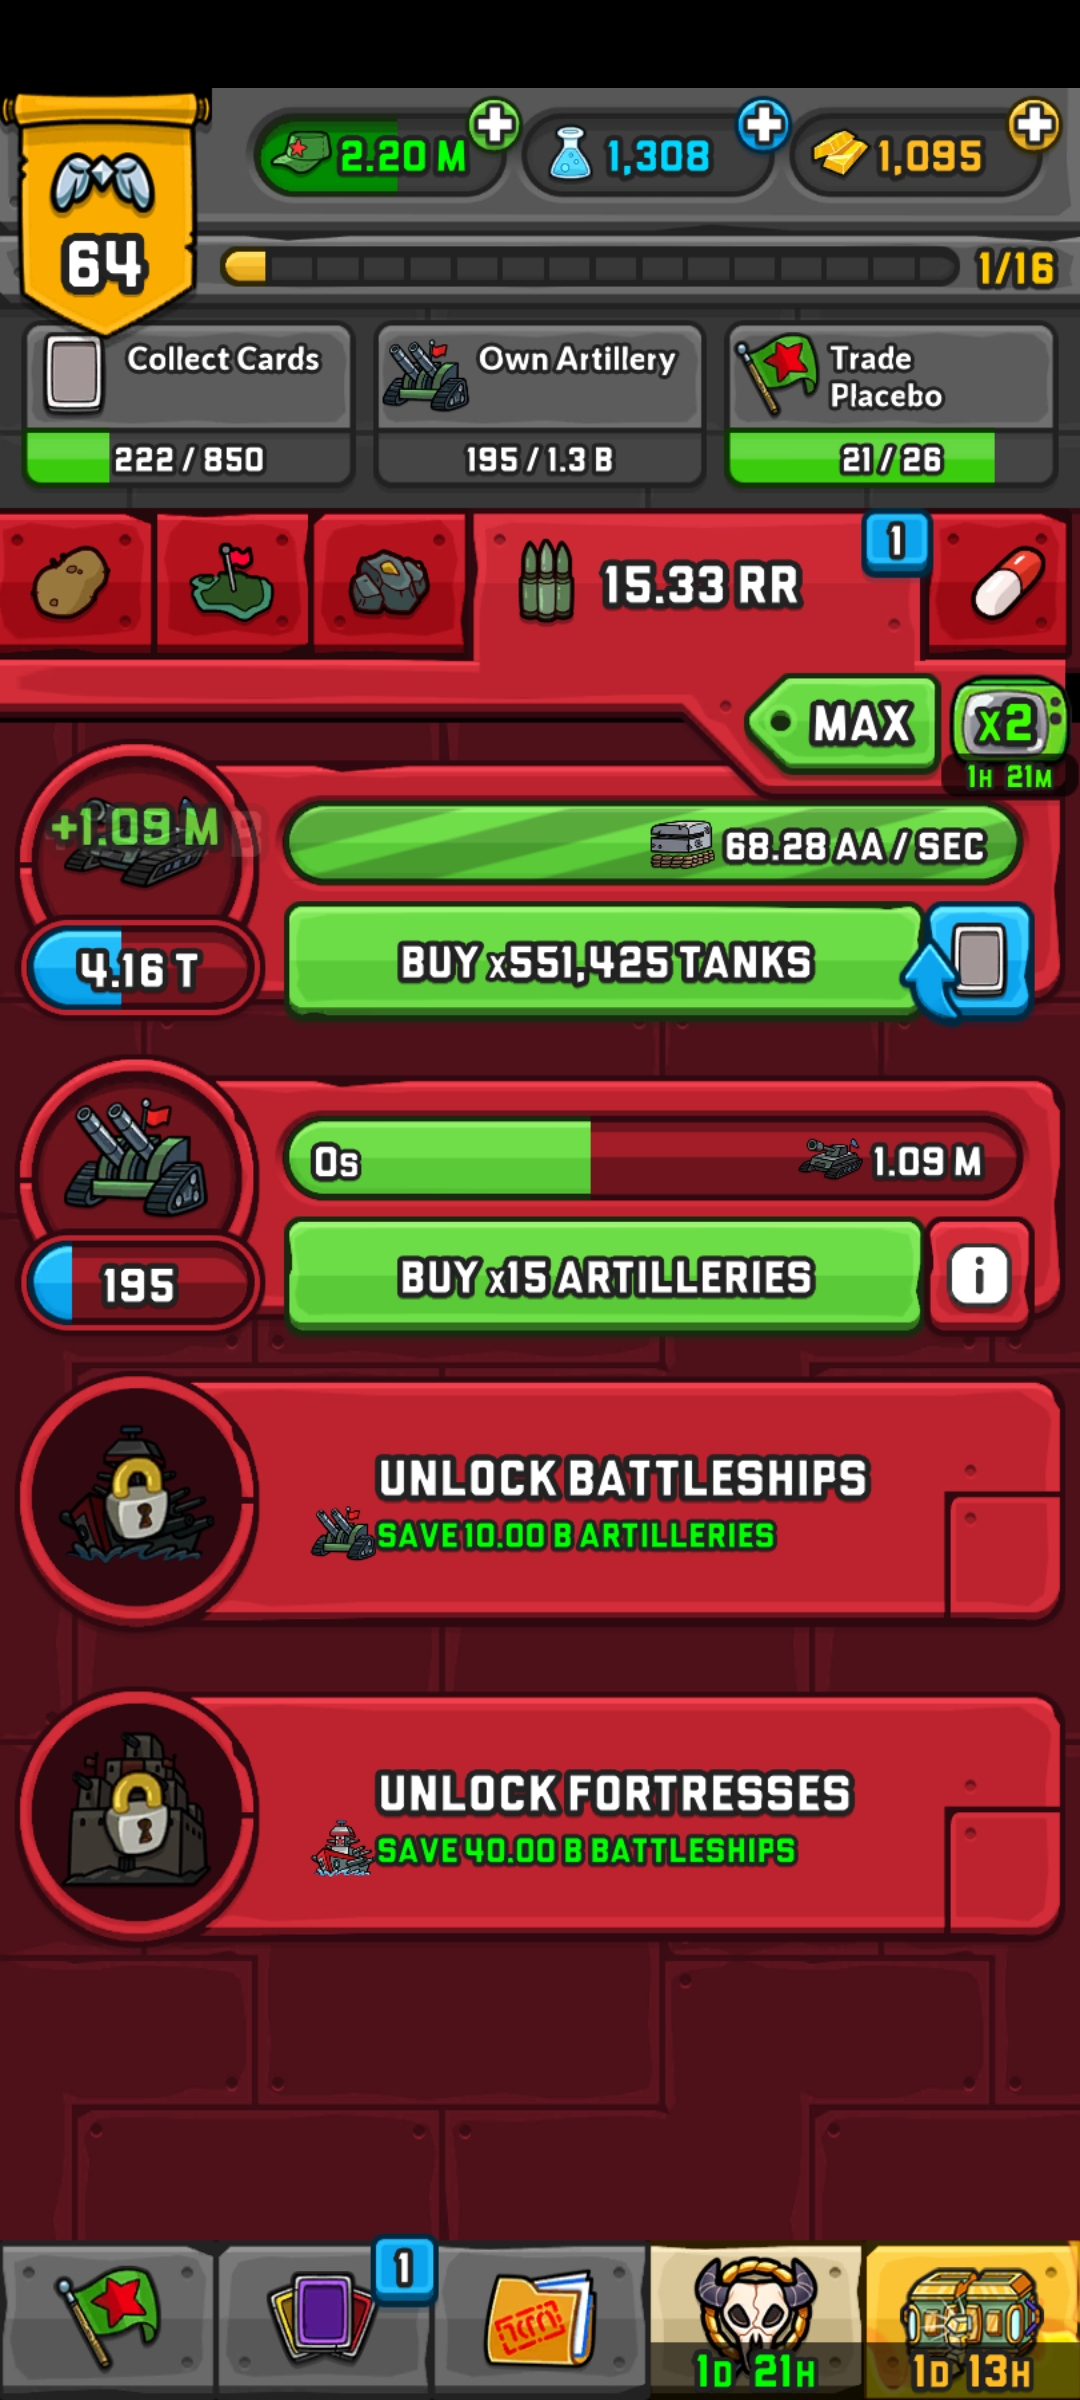 64
2.20 M
1,308
1,095
1/16
Collect Cards
222 / 850
Own Artillery
195 / 1.3 B
Trade
Placebo
21 / 26
15.33 RR
1
MAX
x2
1H 21M
+1.09 M
68.28 AA / SEC
4.16 T
BUY x551,425 TANKS
0s
1.09 M
195
BUY x15 ARTILLERIES
i
UNLOCK BATTLESHIPS
SAVE 10.00 B ARTILLERIES
UNLOCK FORTRESSES
SAVE 40.00 B BATTLESHIPS
1
1D 21H
1D 13H